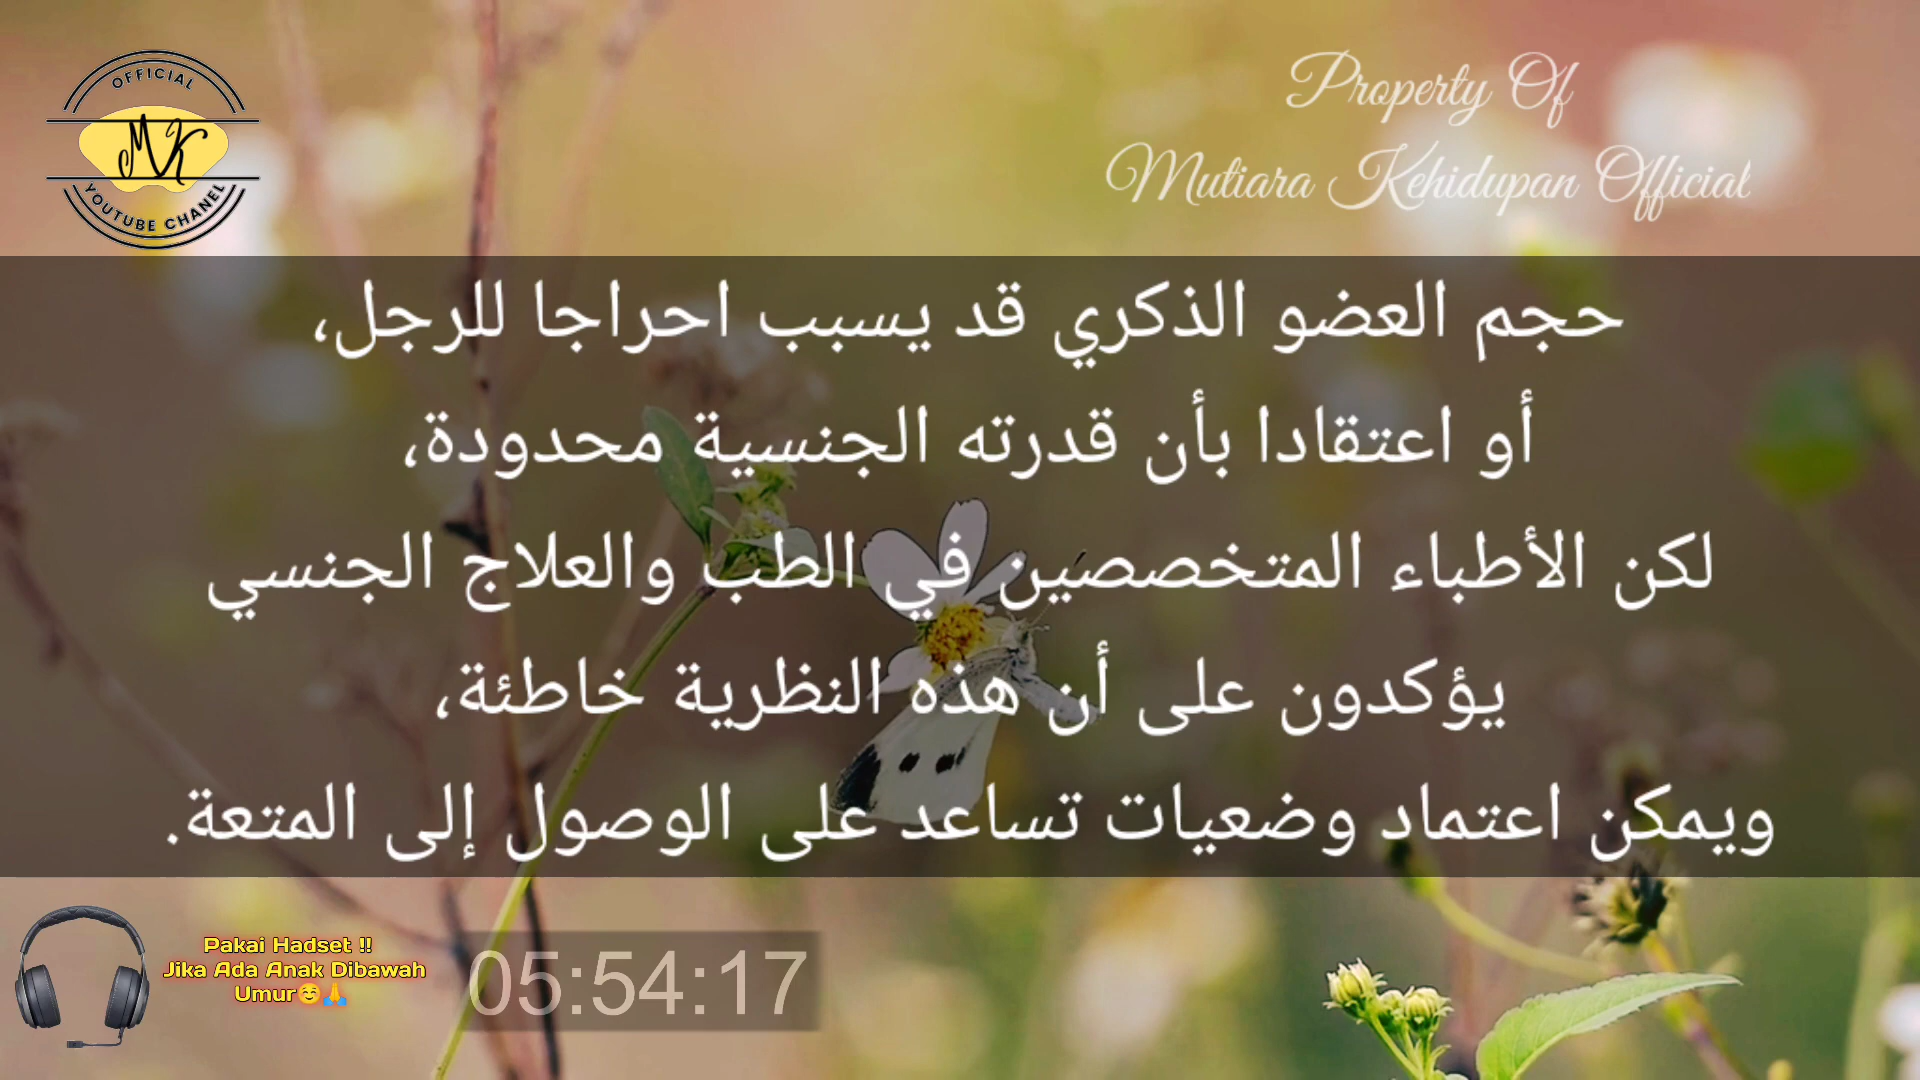 OFFICIAL
MK
YOUTUBE CHANEL
Property Of
Mutiara Kehidupan Official
حجم العضو الذكري قد يسبب احراجا للرجل،
أو اعتقادا بأن قدرته الجنسية محدودة،
لكن الأطباء المتخصصين في الطب والعلاج الجنسي
يؤكدون على أن هذه النظرية خاطئة،
ويمكن اعتماد وضعيات تساعد على الوصول إلى المتعة.
Pakai Hadset !!
Jika Ada Anak Dibawah
Umur☺️🙏
05:54:17